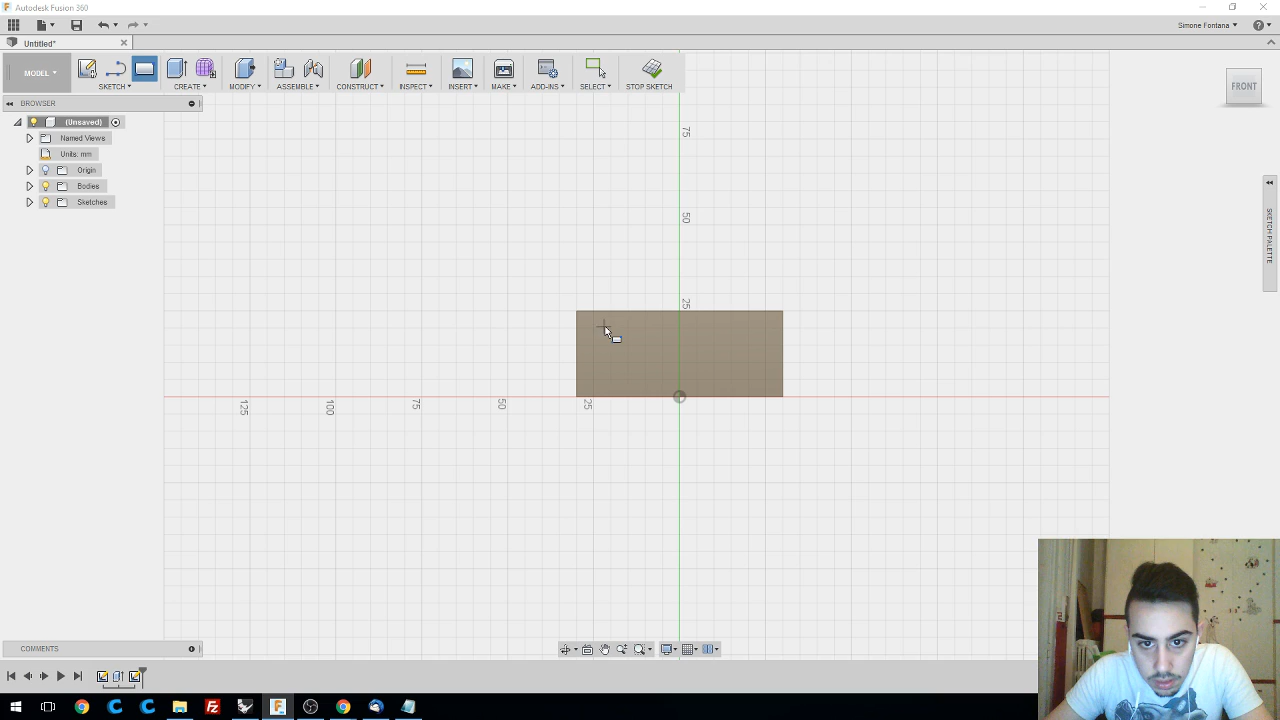 Autodesk Fusion 360
Simone Fontana
Untitled*
MODEL
SKETCH
CREATE
MODIFY
ASSEMBLE
CONSTRUCT
INSPECT
INSERT
MAKE
ADD-INS
SELECT
STOP SKETCH
FRONT
BROWSER
(Unsaved)
Named Views
Units: mm
Origin
Bodies
Sketches
SKETCH PALETTE
75
50
25
125
100
75
50
25
COMMENTS